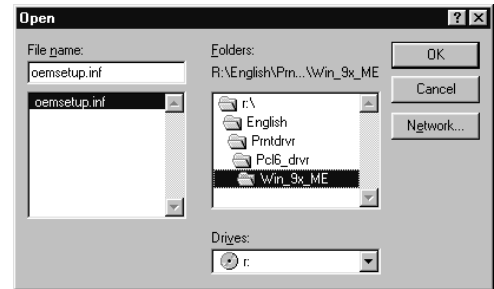 Open
File name:
oemsetup.inf
oemsetup.inf
Folders:
R:\English\Prn...\Win_9x_ME
r:\
English
Prntdrvr
Pcl6_drvr
Win_9x_ME
Drives:
r:
OK
Cancel
Network...